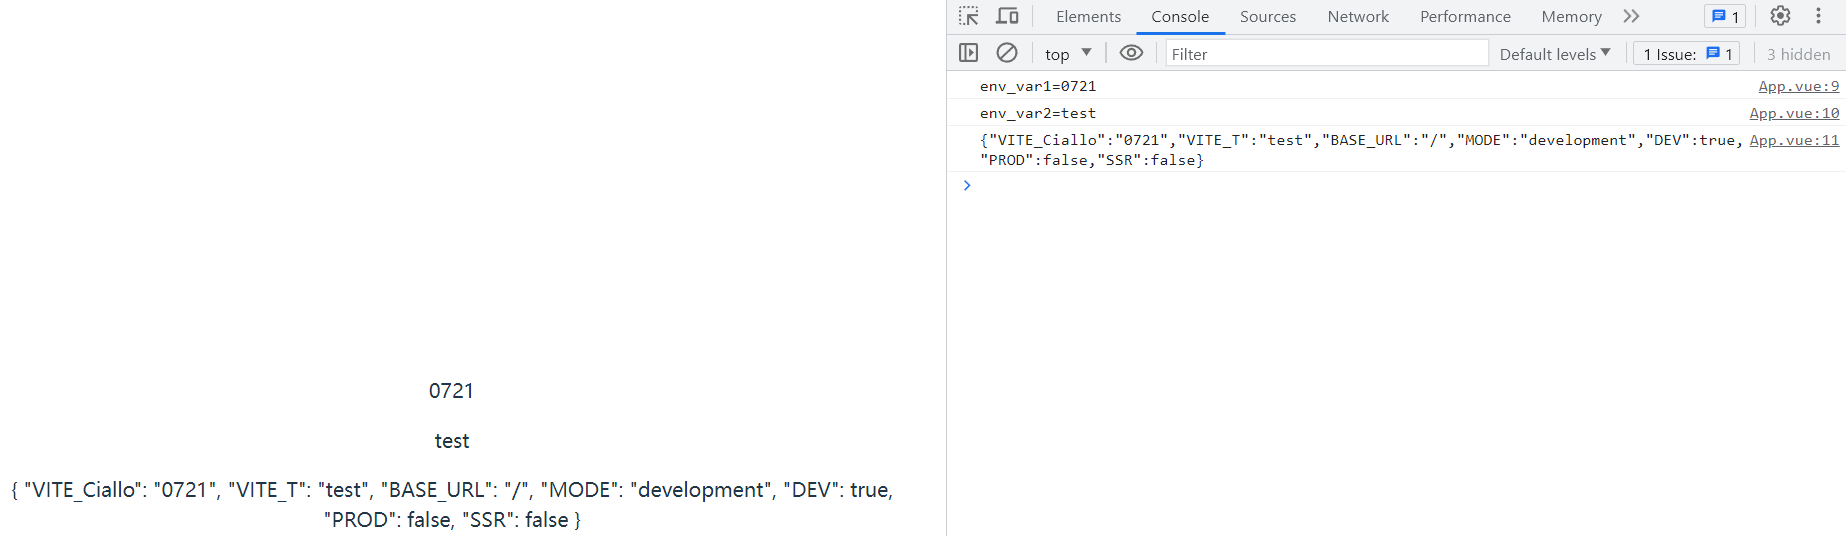 0721
test
{ "VITE_Ciallo": "0721", "VITE_T": "test", "BASE_URL": "/", "MODE": "development", "DEV": true,
"PROD": false, "SSR": false }
Elements Console Sources Network Performance Memory 1
top Filter Default levels 1 Issue: 1 3 hidden
env_var1=0721 App.vue:9
env_var2=test App.vue:10
{"VITE_Ciallo":"0721","VITE_T":"test","BASE_URL":"/","MODE":"development","DEV":true, App.vue:11
"PROD":false,"SSR":false}